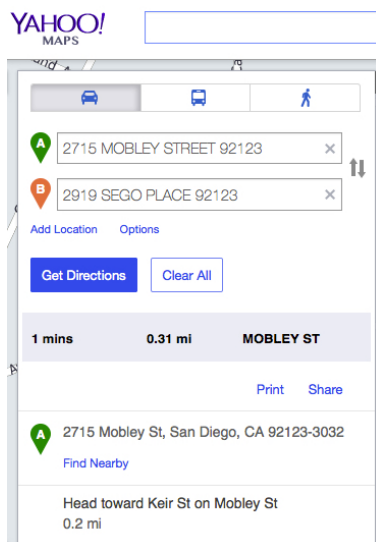 YAHOO!
MAPS
A 2715 MOBLEY STREET 92123 ×
B 2919 SEGO PLACE 92123 ×
Add Location Options
Get Directions Clear All
1 mins 0.31 mi MOBLEY ST
Print Share
A 2715 Mobley St, San Diego, CA 92123-3032
Find Nearby
Head toward Keir St on Mobley St
0.2 mi